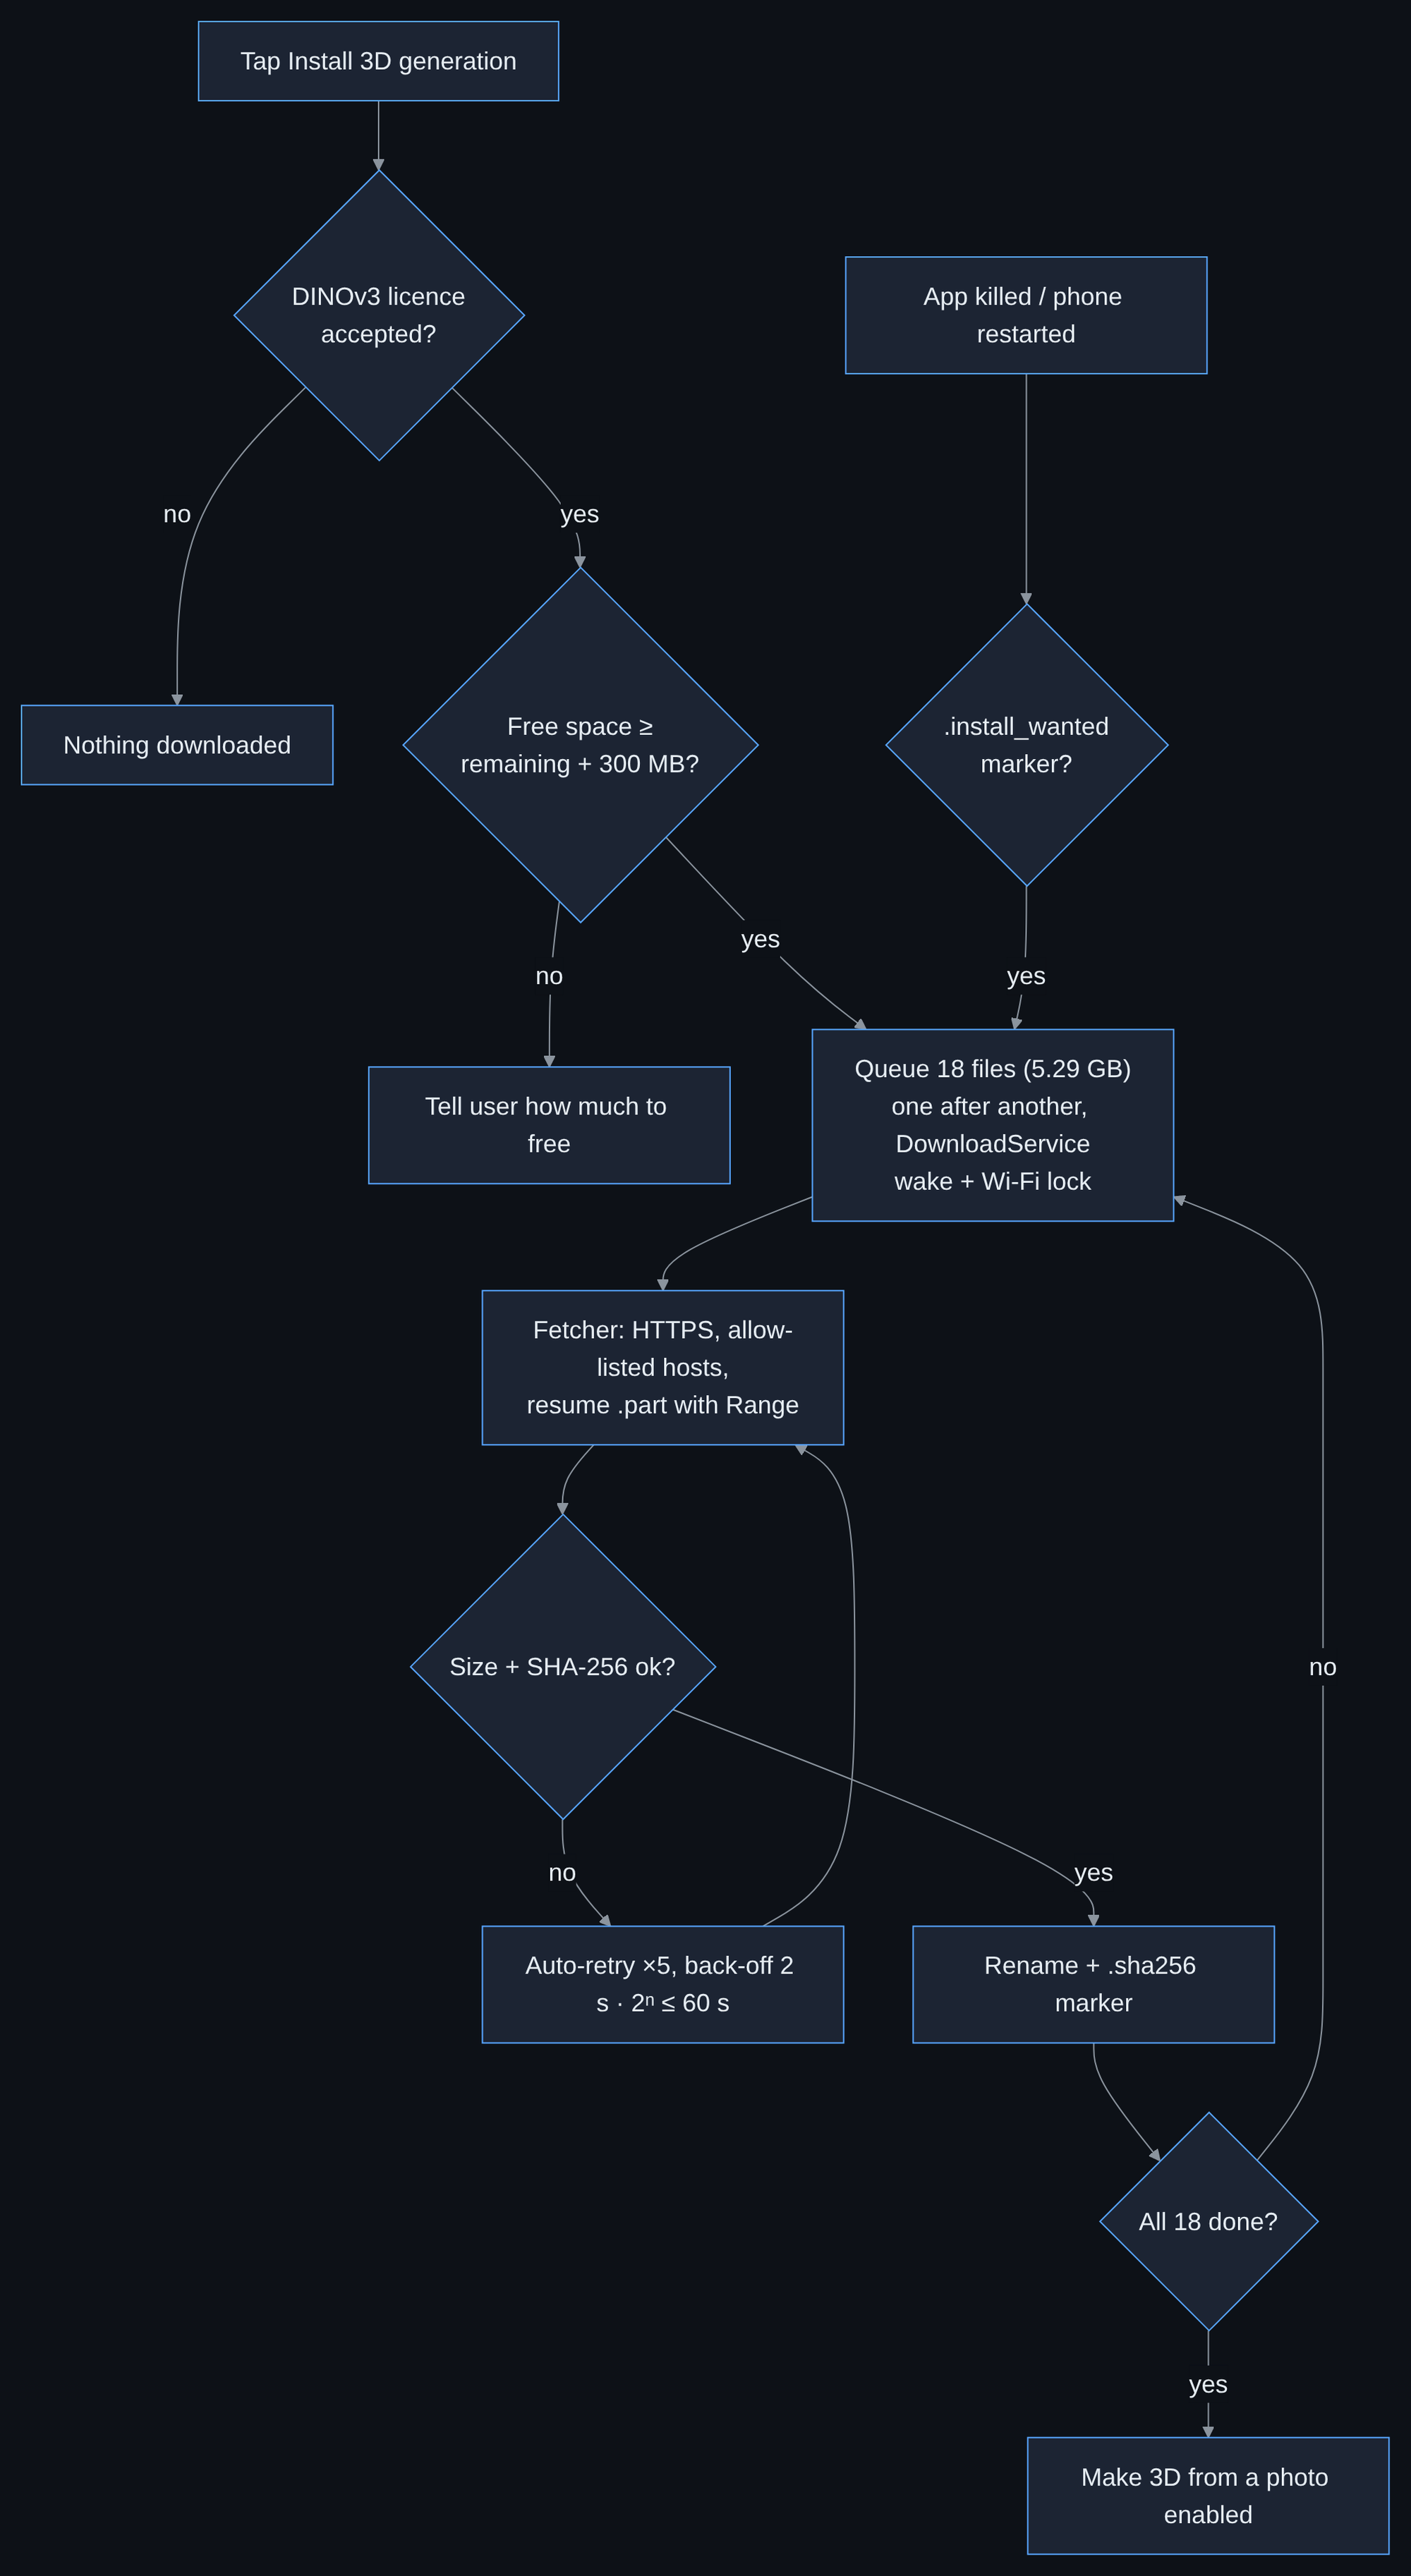 Tap Install 3D generation
DINOv3 licence
accepted?
App killed / phone
restarted
no
yes
Nothing downloaded
Free space ≥
remaining + 300 MB?
.install_wanted
marker?
yes
no
yes
Queue 18 files (5.29 GB)
one after another,
DownloadService
wake + Wi-Fi lock
Tell user how much to
free
Fetcher: HTTPS, allow-
listed hosts,
resume .part with Range
Size + SHA-256 ok?
no
no
yes
Auto-retry ×5, back-off 2
s · 2ⁿ ≤ 60 s
Rename + .sha256
marker
All 18 done?
yes
Make 3D from a photo
enabled